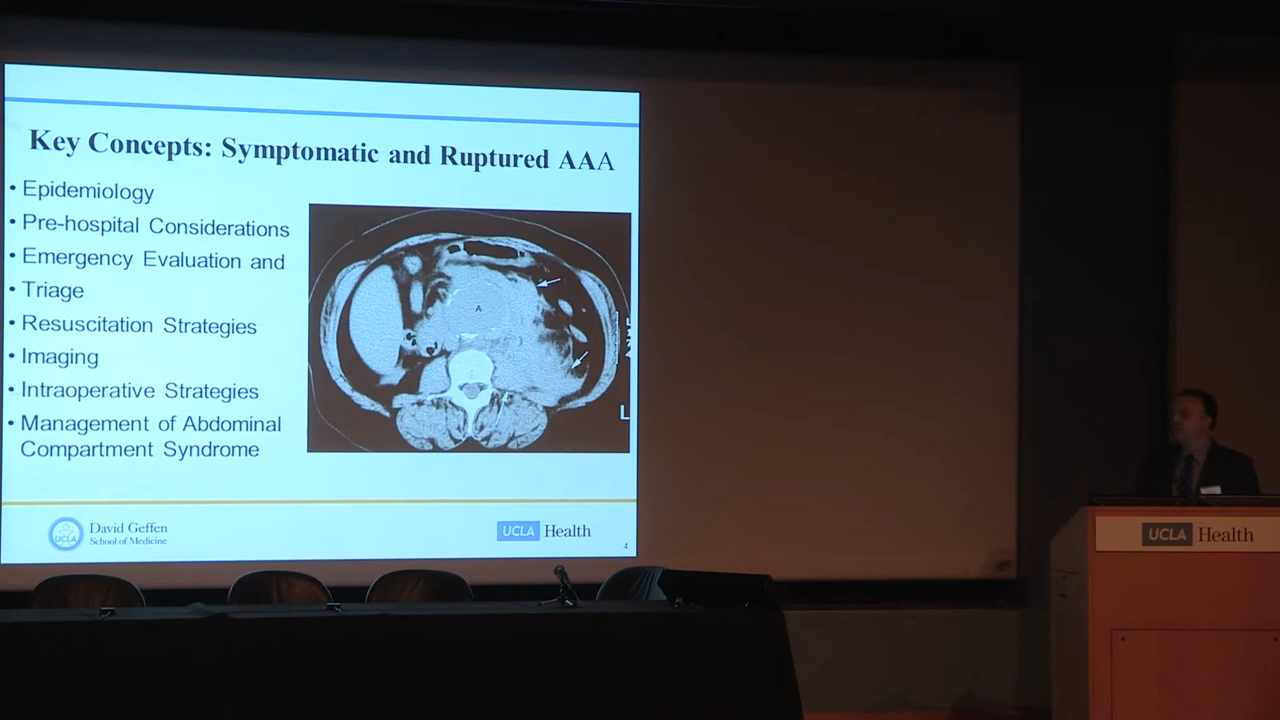 Key Concepts: Symptomatic and Ruptured AAA
• Epidemiology
• Pre-hospital Considerations
• Emergency Evaluation and
• Triage
• Resuscitation Strategies
• Imaging
• Intraoperative Strategies
• Management of Abdominal
Compartment Syndrome
A
L
UCLA
David Geffen
School of Medicine
UCLA Health
4
UCLA Health